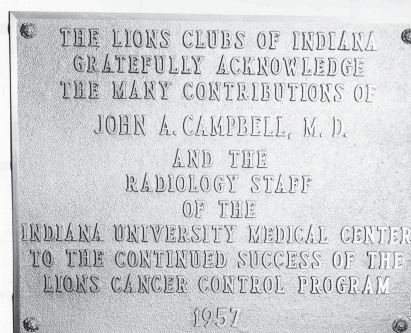 THE LIONS CLUBS OF INDIANA
GRATEFULLY ACKNOWLEDGE
THE MANY CONTRIBUTIONS OF
JOHN A. CAMPBELL, M. D.
AND THE
RADIOLOGY STAFF
OF THE
INDIANA UNIVERSITY MEDICAL CENTER
TO THE CONTINUED SUCCESS OF THE
LIONS CANCER CONTROL PROGRAM
1957